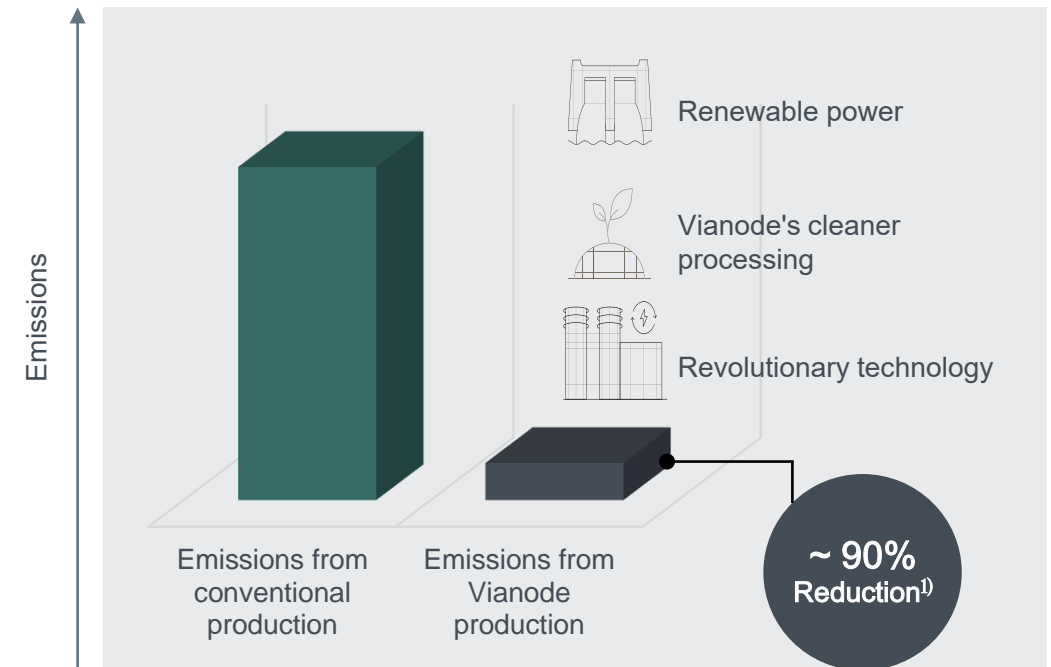 Emissions
Renewable power
Vianode's cleaner
processing
Revolutionary technology
Emissions from
conventional
production
Emissions from
Vianode
production
~ 90%
Reduction¹⁾